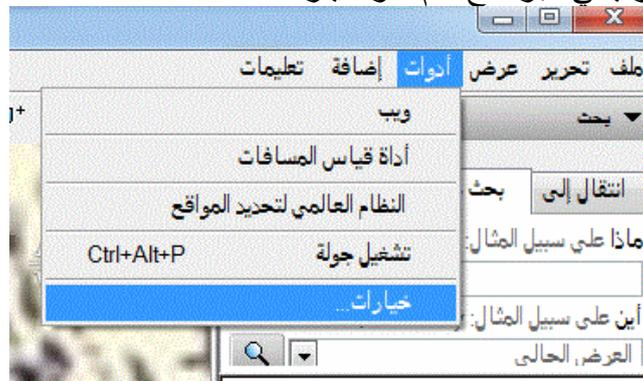 ملف تحرير عرض أدوات إضافة تعليمات
بحث
ويب
أداة قياس المسافات
النظام العالمي لتحديد المواقع
تشغيل جولة Ctrl+Alt+P
خيارات...
انتقال إلى بحث
ماذا على سبيل المثال:
أين على سبيل المثال:
العرض الحالي